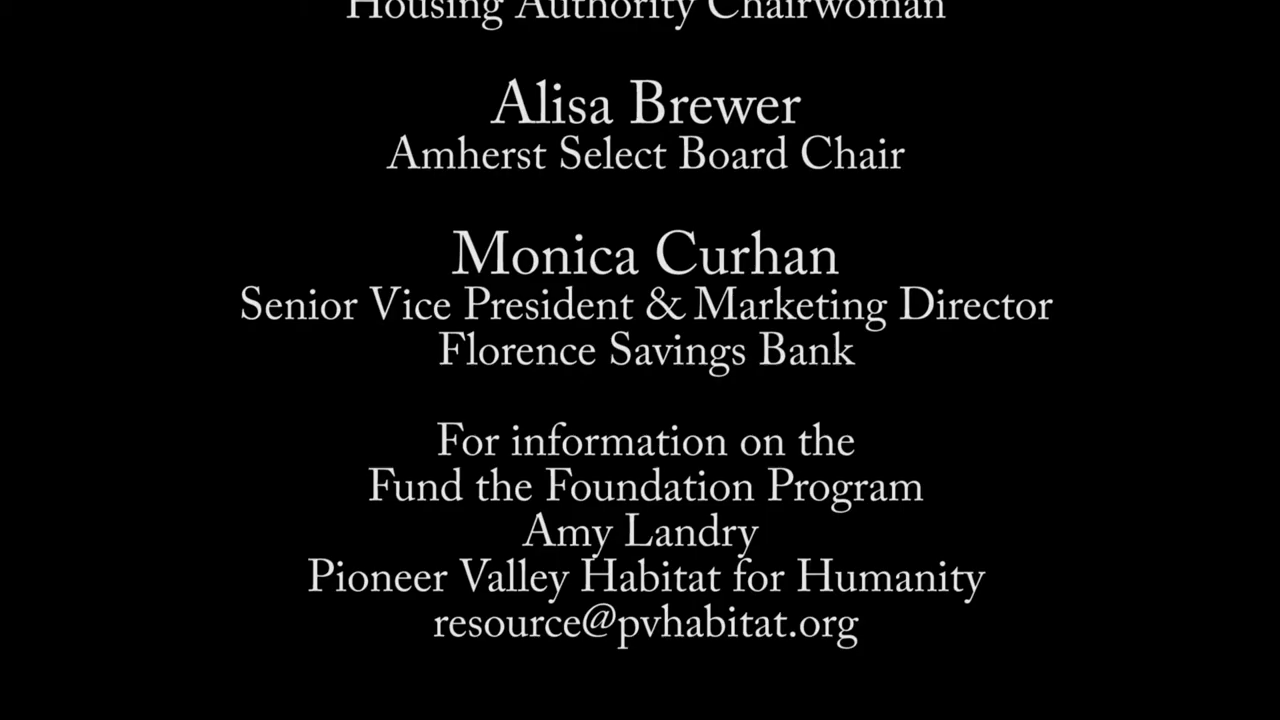 Housing Authority Chairwoman
Alisa Brewer
Amherst Select Board Chair
Monica Curhan
Senior Vice President & Marketing Director
Florence Savings Bank
For information on the
Fund the Foundation Program
Amy Landry
Pioneer Valley Habitat for Humanity
resource@pvhabitat.org